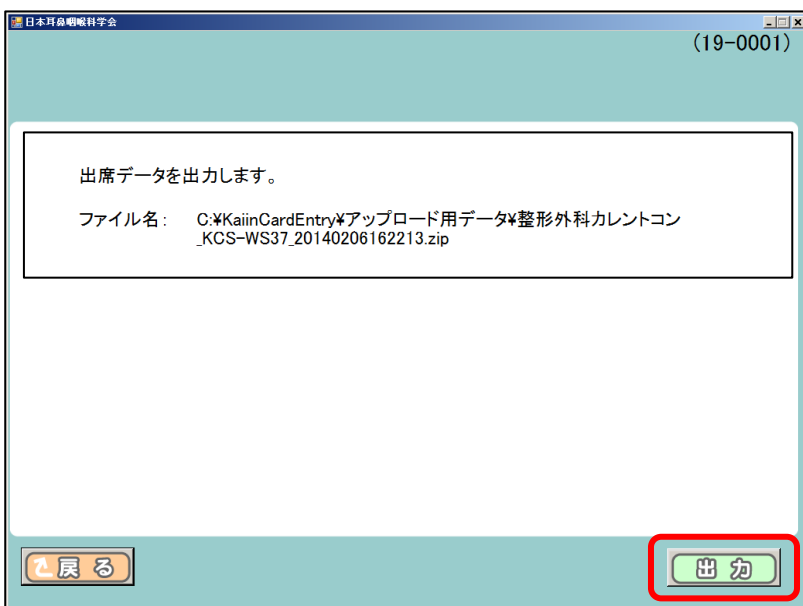 日本耳鼻咽喉科学会
(19-0001)
出席データを出力します。
ファイル名： C:¥KaiinCardEntry¥アップロード用データ¥整形外科カレントコン
_KCS-WS37_20140206162213.zip
戻る
出力